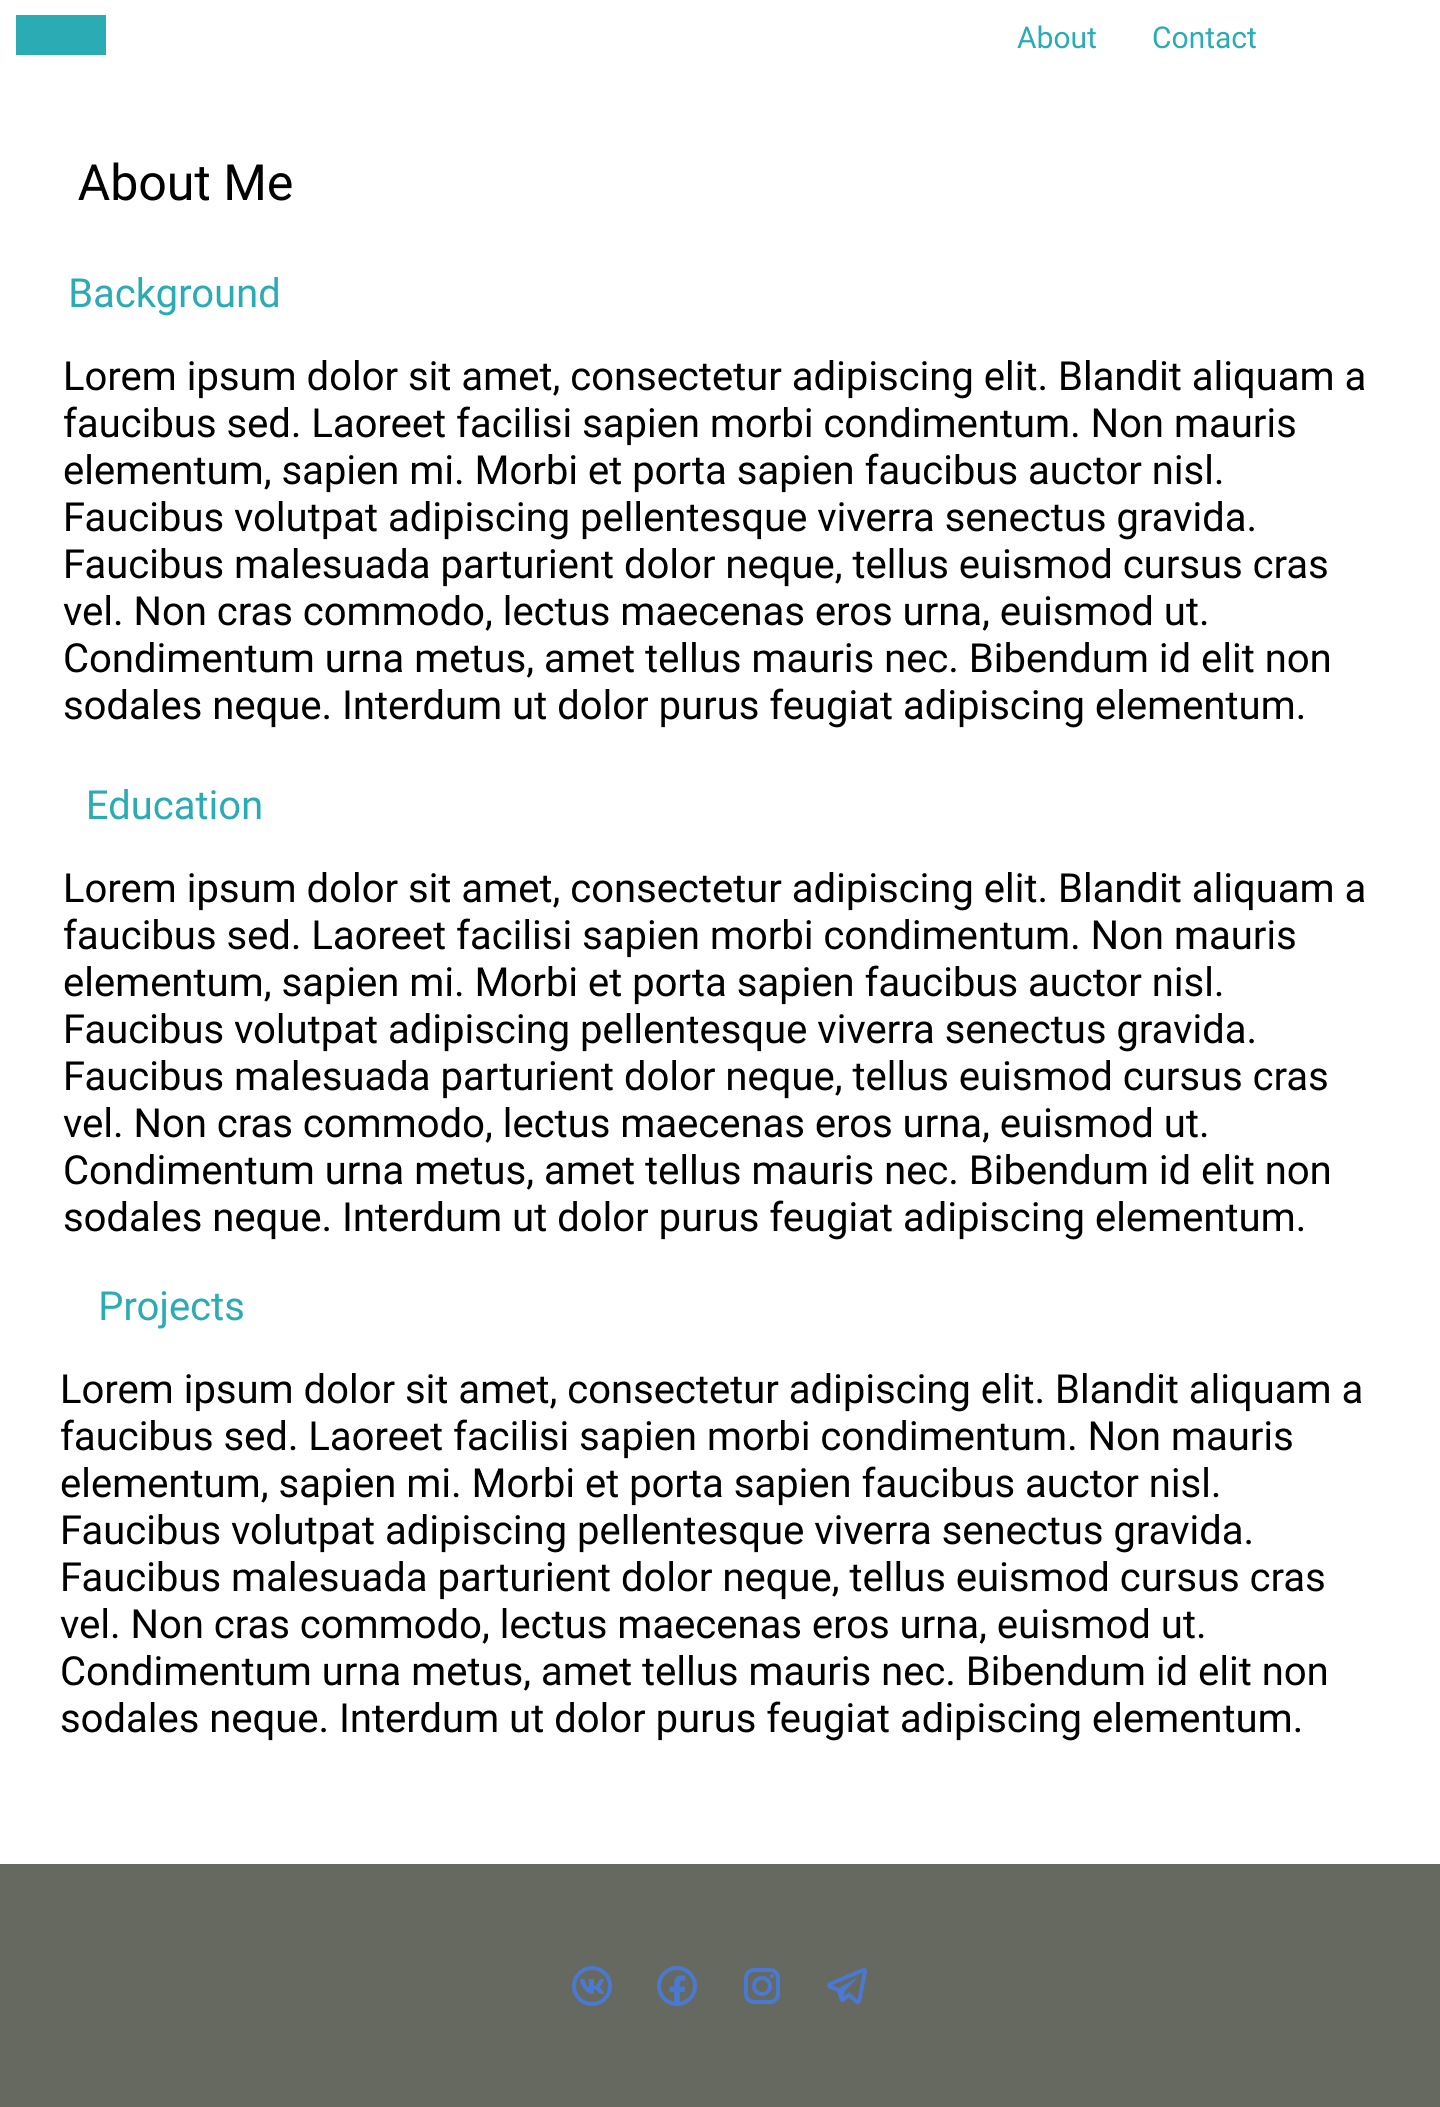 About Contact
About Me
Background
Lorem ipsum dolor sit amet, consectetur adipiscing elit. Blandit aliquam a
faucibus sed. Laoreet facilisi sapien morbi condimentum. Non mauris
elementum, sapien mi. Morbi et porta sapien faucibus auctor nisl.
Faucibus volutpat adipiscing pellentesque viverra senectus gravida.
Faucibus malesuada parturient dolor neque, tellus euismod cursus cras
vel. Non cras commodo, lectus maecenas eros urna, euismod ut.
Condimentum urna metus, amet tellus mauris nec. Bibendum id elit non
sodales neque. Interdum ut dolor purus feugiat adipiscing elementum.
Education
Lorem ipsum dolor sit amet, consectetur adipiscing elit. Blandit aliquam a
faucibus sed. Laoreet facilisi sapien morbi condimentum. Non mauris
elementum, sapien mi. Morbi et porta sapien faucibus auctor nisl.
Faucibus volutpat adipiscing pellentesque viverra senectus gravida.
Faucibus malesuada parturient dolor neque, tellus euismod cursus cras
vel. Non cras commodo, lectus maecenas eros urna, euismod ut.
Condimentum urna metus, amet tellus mauris nec. Bibendum id elit non
sodales neque. Interdum ut dolor purus feugiat adipiscing elementum.
Projects
Lorem ipsum dolor sit amet, consectetur adipiscing elit. Blandit aliquam a
faucibus sed. Laoreet facilisi sapien morbi condimentum. Non mauris
elementum, sapien mi. Morbi et porta sapien faucibus auctor nisl.
Faucibus volutpat adipiscing pellentesque viverra senectus gravida.
Faucibus malesuada parturient dolor neque, tellus euismod cursus cras
vel. Non cras commodo, lectus maecenas eros urna, euismod ut.
Condimentum urna metus, amet tellus mauris nec. Bibendum id elit non
sodales neque. Interdum ut dolor purus feugiat adipiscing elementum.